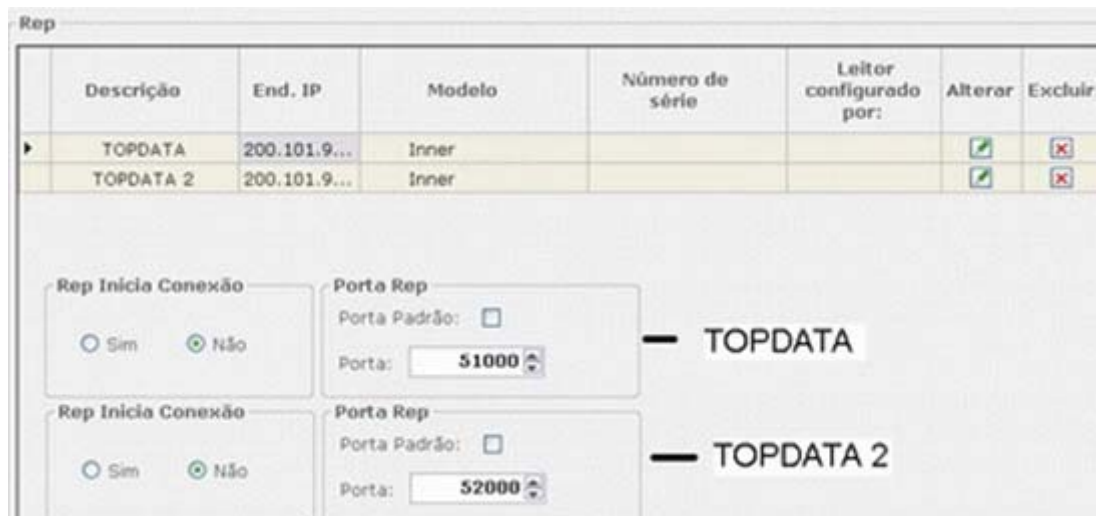 Rep
Descrição End. IP Modelo Número de série Leitor configurado por: Alterar Excluir
TOPDATA 200.101.9... Inner
TOPDATA 2 200.101.9... Inner
Rep Inicia Conexão Porta Rep
Porta Padrão:
Sim Não
Porta: 51000
TOPDATA
Rep Inicia Conexão Porta Rep
Porta Padrão:
Sim Não
Porta: 52000
TOPDATA 2